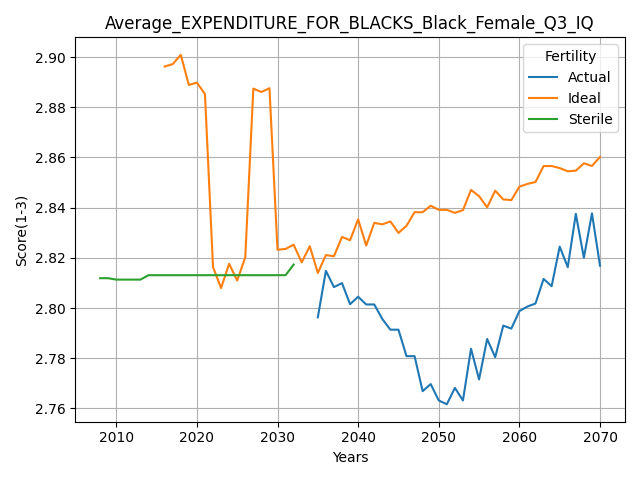 Average_EXPENDITURE_FOR_BLACKS_Black_Female_Q3_IQ
Fertility
Actual
Ideal
Sterile
Score(1-3)
2.90
2.88
2.86
2.84
2.82
2.80
2.78
2.76
2010 2020 2030 2040 2050 2060 2070
Years